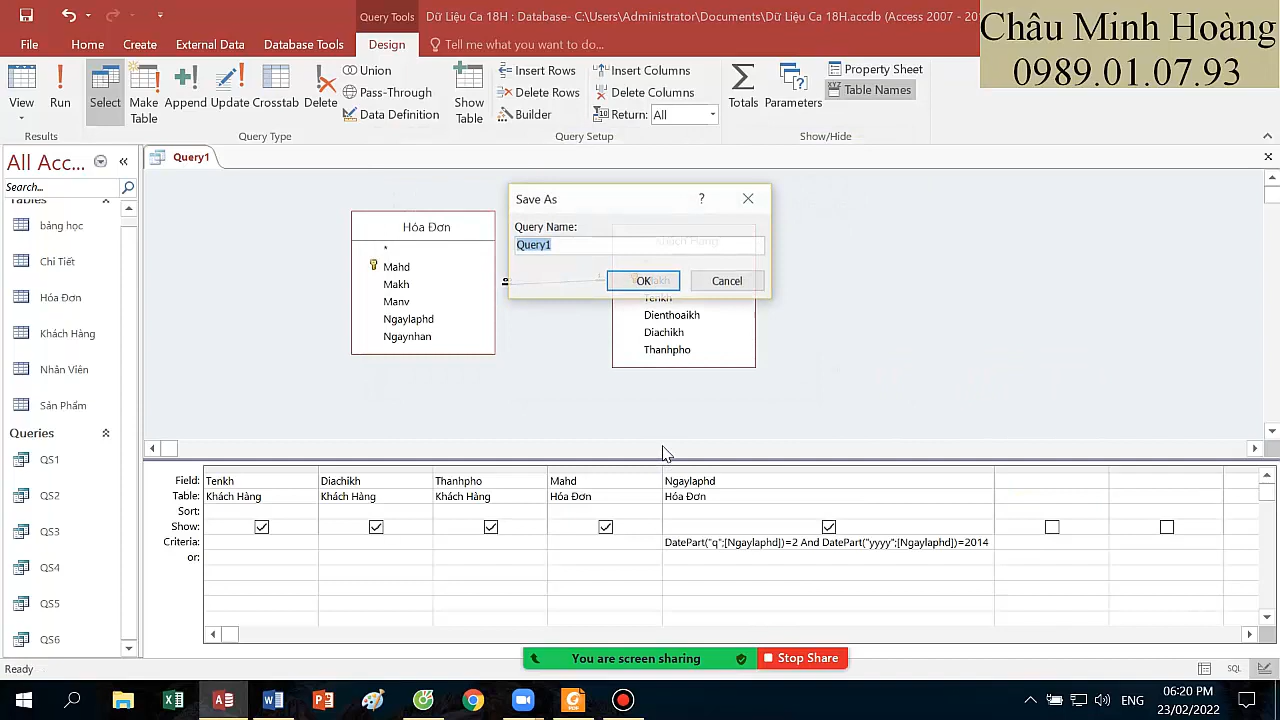 Query Tools
Dữ Liệu Ca 18H : Database- C:\Users\Administrator\Documents\Dữ Liệu Ca 18H.accdb (Access 2007 - 20
Châu Minh Hoàng
0989.01.07.93
File Home Create External Data Database Tools Design Tell me what you want to do...
View Run Select Make Table Append Update Crosstab Delete
Union
Pass-Through
Data Definition
Show Table
Insert Rows
Delete Rows
Builder
Insert Columns
Delete Columns
Return: All
Totals Parameters
Property Sheet
Table Names
Results Query Type Query Setup Show/Hide
All Acc...
Search...
Tables
bảng học
Chi Tiết
Hóa Đơn
Khách Hàng
Nhân Viên
Sản Phẩm
Queries
QS1
QS2
QS3
QS4
QS5
QS6
Query1
Hóa Đơn
*
Mahd
Makh
Manv
Ngaylaphd
Ngaynhan
Save As
?
Query Name:
Query1
OK Cancel
Khách Hàng
Makh
Tenkh
Dienthoaikh
Diachikh
Thanhpho
Field: Tenkh Diachikh Thanhpho Mahd Ngaylaphd
Table: Khách Hàng Khách Hàng Khách Hàng Hóa Đơn Hóa Đơn
Sort:
Show:
Criteria: DatePart("q";[Ngaylaphd])=2 And DatePart("yyyy";[Ngaylaphd])=2014
or:
You are screen sharing Stop Share
Ready
SQL
ENG
06:20 PM
23/02/2022